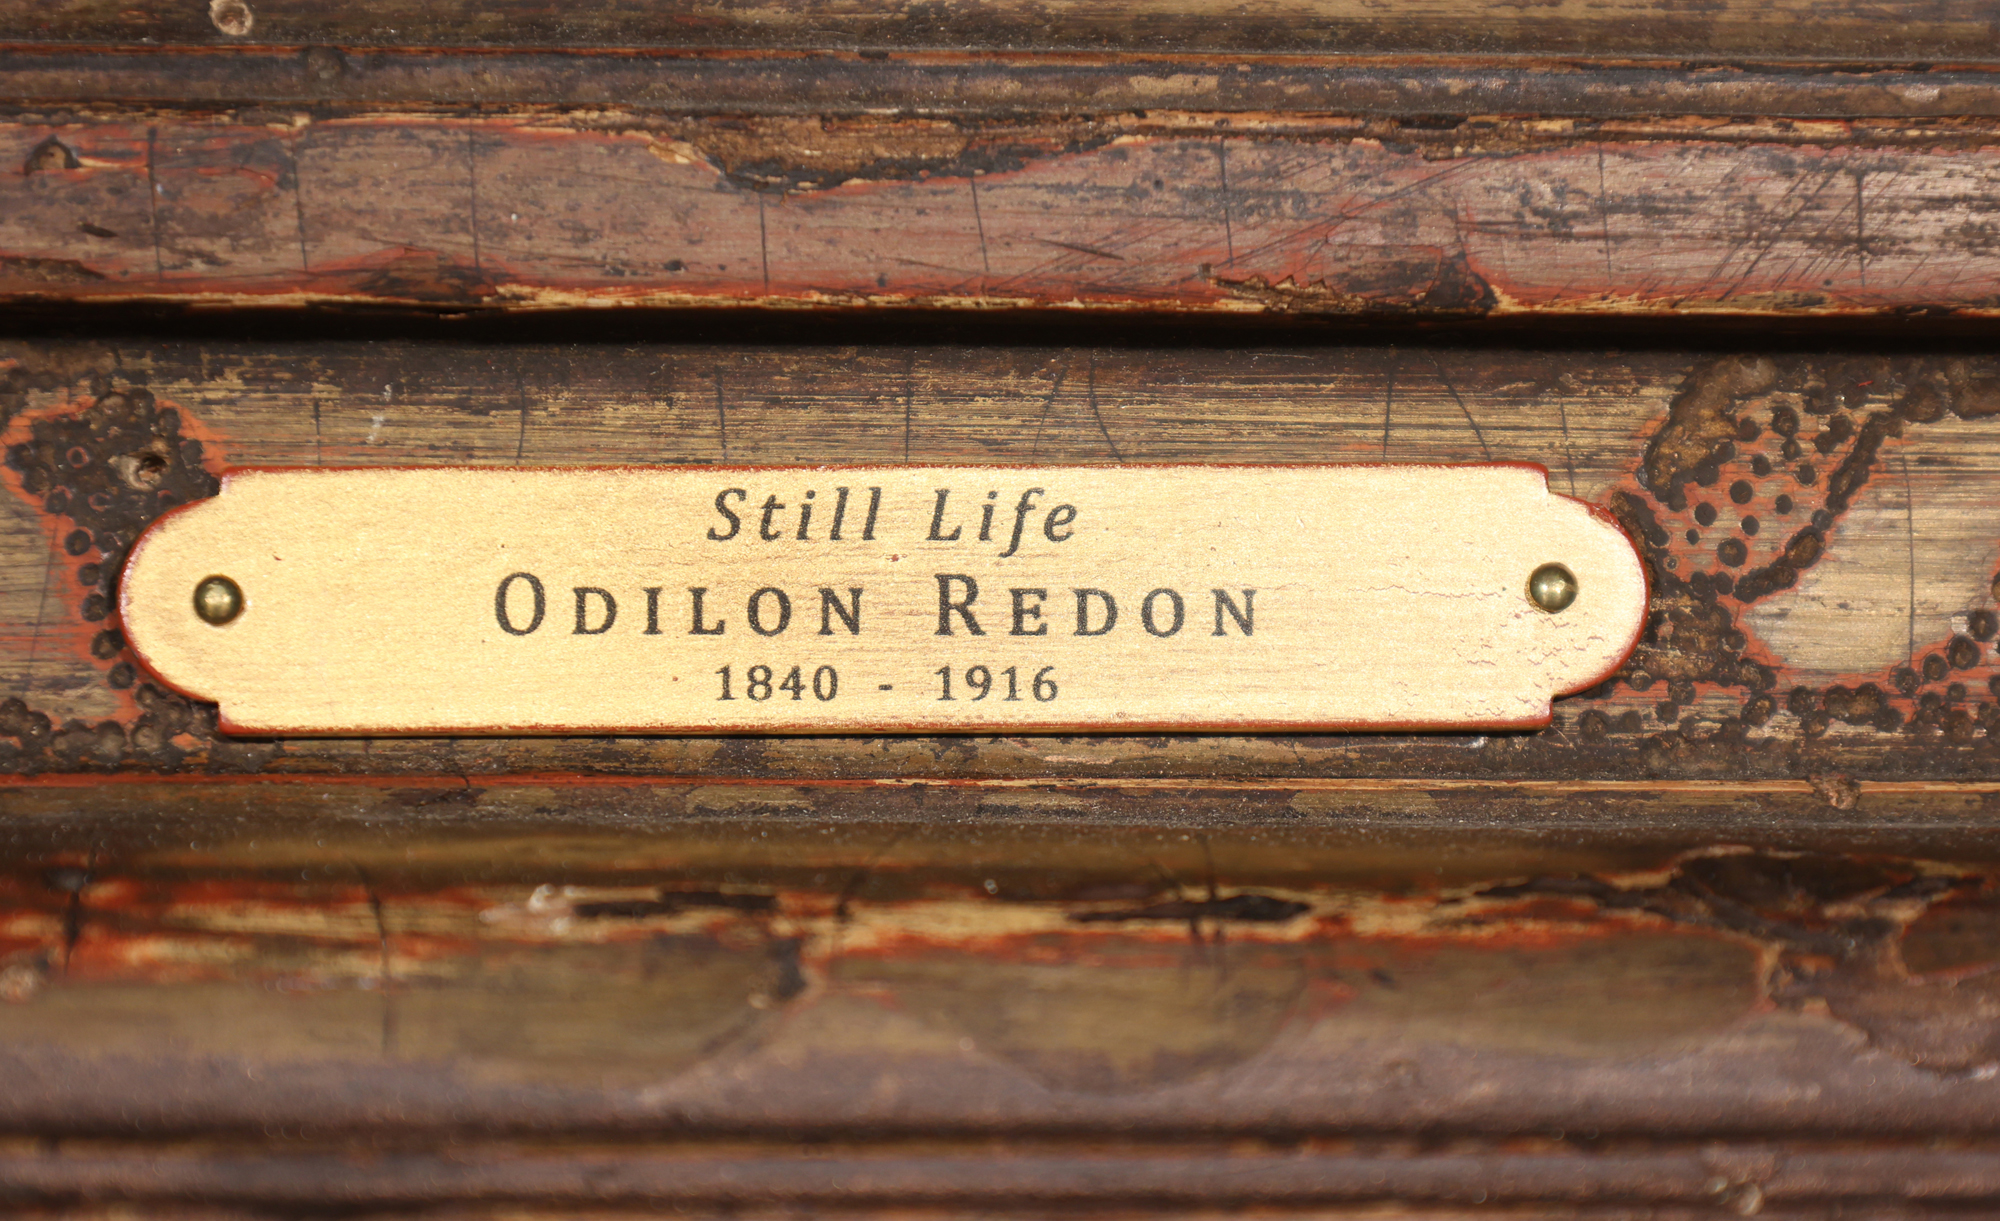 Still Life
ODILON REDON
1840 - 1916